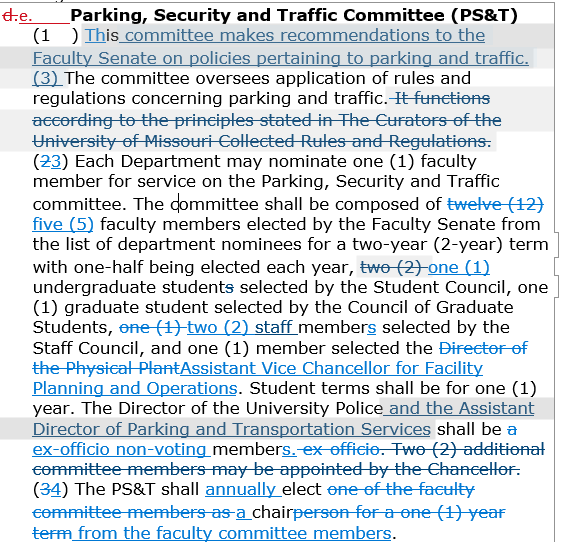 d.e. Parking, Security and Traffic Committee (PS&T)
(1 ) This committee makes recommendations to the
Faculty Senate on policies pertaining to parking and traffic.
(3) The committee oversees application of rules and
regulations concerning parking and traffic. It functions
according to the principles stated in The Curators of the
University of Missouri Collected Rules and Regulations.
(23) Each Department may nominate one (1) faculty
member for service on the Parking, Security and Traffic
committee. The committee shall be composed of twelve (12)
five (5) faculty members elected by the Faculty Senate from
the list of department nominees for a two-year (2-year) term
with one-half being elected each year, two (2) one (1)
undergraduate students selected by the Student Council, one
(1) graduate student selected by the Council of Graduate
Students, one (1) two (2) staff members selected by the
Staff Council, and one (1) member selected the Director of
the Physical PlantAssistant Vice Chancellor for Facility
Planning and Operations. Student terms shall be for one (1)
year. The Director of the University Police and the Assistant
Director of Parking and Transportation Services shall be a
ex-officio non-voting members. ex officio. Two (2) additional
committee members may be appointed by the Chancellor.
(34) The PS&T shall annually elect one of the faculty
committee members as a chairperson for a one (1) year
term from the faculty committee members.